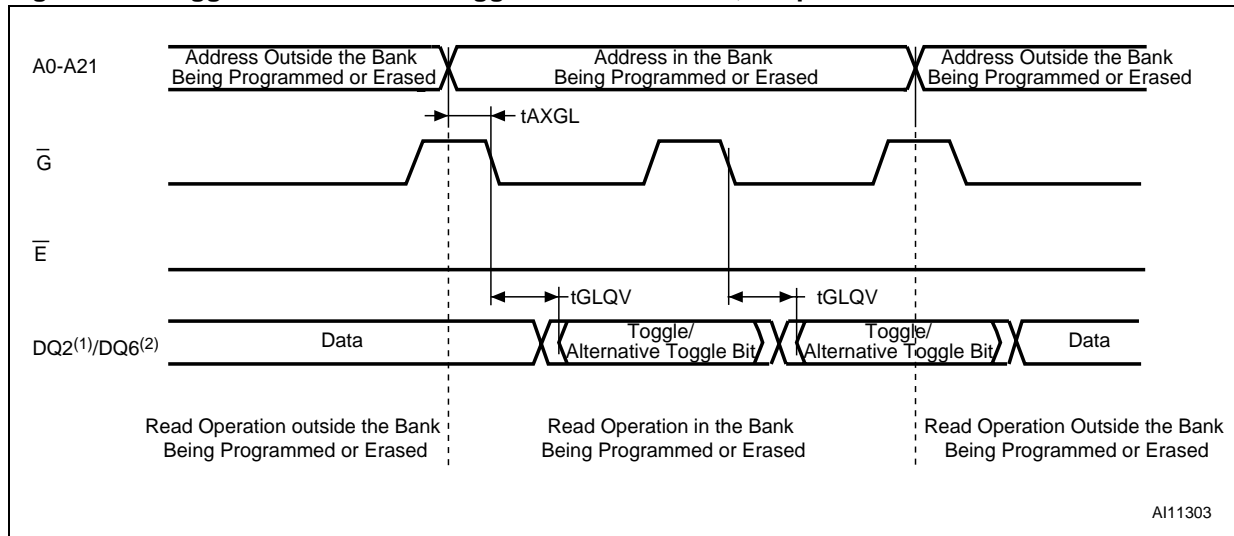 A0-A21
Address Outside the Bank
Being Programmed or Erased
Address in the Bank
Being Programmed or Erased
Address Outside the Bank
Being Programmed or Erased
tAXGL
G
E
tGLQV
tGLQV
DQ2(1)/DQ6(2)
Data
Toggle/
Alternative Toggle Bit
Toggle/
Alternative Toggle Bit
Data
Read Operation outside the Bank
Being Programmed or Erased
Read Operation in the Bank
Being Programmed or Erased
Read Operation Outside the Bank
Being Programmed or Erased
AI11303